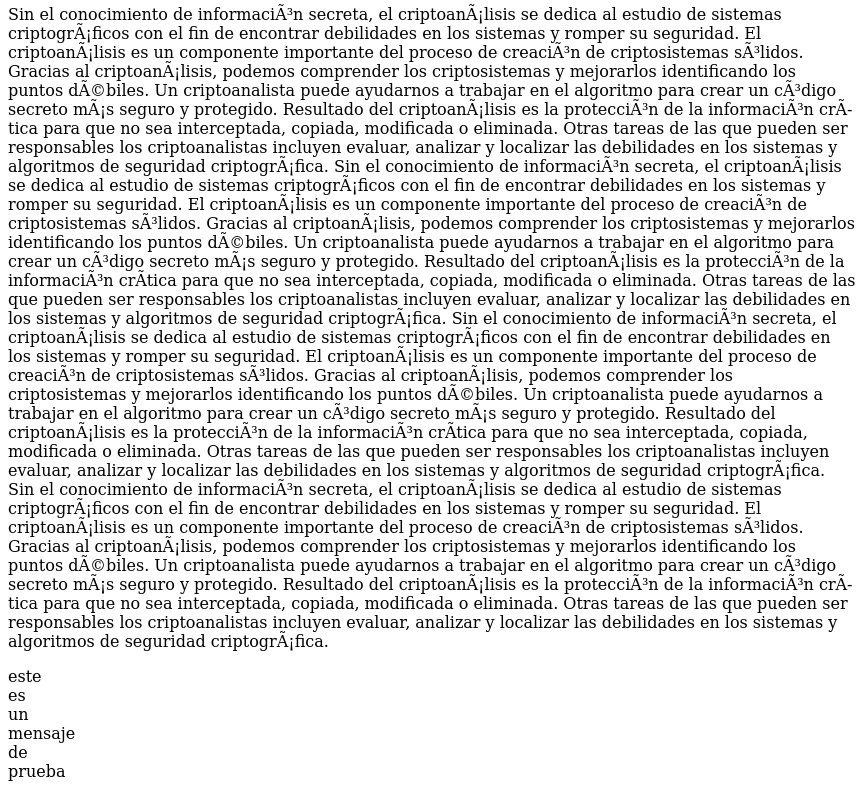 Sin el conocimiento de informaciÃ³n secreta, el criptoanÃ¡lisis se dedica al estudio de sistemas
criptogrÃ¡ficos con el fin de encontrar debilidades en los sistemas y romper su seguridad. El
criptoanÃ¡lisis es un componente importante del proceso de creaciÃ³n de criptosistemas sÃ³lidos.
Gracias al criptoanÃ¡lisis, podemos comprender los criptosistemas y mejorarlos identificando los
puntos dÃ©biles. Un criptoanalista puede ayudarnos a trabajar en el algoritmo para crear un cÃ³digo
secreto mÃ¡s seguro y protegido. Resultado del criptoanÃ¡lisis es la protecciÃ³n de la informaciÃ³n crÃ-
tica para que no sea interceptada, copiada, modificada o eliminada. Otras tareas de las que pueden ser
responsables los criptoanalistas incluyen evaluar, analizar y localizar las debilidades en los sistemas y
algoritmos de seguridad criptogrÃ¡fica. Sin el conocimiento de informaciÃ³n secreta, el criptoanÃ¡lisis
se dedica al estudio de sistemas criptogrÃ¡ficos con el fin de encontrar debilidades en los sistemas y
romper su seguridad. El criptoanÃ¡lisis es un componente importante del proceso de creaciÃ³n de
criptosistemas sÃ³lidos. Gracias al criptoanÃ¡lisis, podemos comprender los criptosistemas y mejorarlos
identificando los puntos dÃ©biles. Un criptoanalista puede ayudarnos a trabajar en el algoritmo para
crear un cÃ³digo secreto mÃ¡s seguro y protegido. Resultado del criptoanÃ¡lisis es la protecciÃ³n de la
informaciÃ³n crÃtica para que no sea interceptada, copiada, modificada o eliminada. Otras tareas de las
que pueden ser responsables los criptoanalistas incluyen evaluar, analizar y localizar las debilidades en
los sistemas y algoritmos de seguridad criptogrÃ¡fica. Sin el conocimiento de informaciÃ³n secreta, el
criptoanÃ¡lisis se dedica al estudio de sistemas criptogrÃ¡ficos con el fin de encontrar debilidades en
los sistemas y romper su seguridad. El criptoanÃ¡lisis es un componente importante del proceso de
creaciÃ³n de criptosistemas sÃ³lidos. Gracias al criptoanÃ¡lisis, podemos comprender los
criptosistemas y mejorarlos identificando los puntos dÃ©biles. Un criptoanalista puede ayudarnos a
trabajar en el algoritmo para crear un cÃ³digo secreto mÃ¡s seguro y protegido. Resultado del
criptoanÃ¡lisis es la protecciÃ³n de la informaciÃ³n crÃtica para que no sea interceptada, copiada,
modificada o eliminada. Otras tareas de las que pueden ser responsables los criptoanalistas incluyen
evaluar, analizar y localizar las debilidades en los sistemas y algoritmos de seguridad criptogrÃ¡fica.
Sin el conocimiento de informaciÃ³n secreta, el criptoanÃ¡lisis se dedica al estudio de sistemas
criptogrÃ¡ficos con el fin de encontrar debilidades en los sistemas y romper su seguridad. El
criptoanÃ¡lisis es un componente importante del proceso de creaciÃ³n de criptosistemas sÃ³lidos.
Gracias al criptoanÃ¡lisis, podemos comprender los criptosistemas y mejorarlos identificando los
puntos dÃ©biles. Un criptoanalista puede ayudarnos a trabajar en el algoritmo para crear un cÃ³digo
secreto mÃ¡s seguro y protegido. Resultado del criptoanÃ¡lisis es la protecciÃ³n de la informaciÃ³n crÃ-
tica para que no sea interceptada, copiada, modificada o eliminada. Otras tareas de las que pueden ser
responsables los criptoanalistas incluyen evaluar, analizar y localizar las debilidades en los sistemas y
algoritmos de seguridad criptogrÃ¡fica.
este
es
un
mensaje
de
prueba